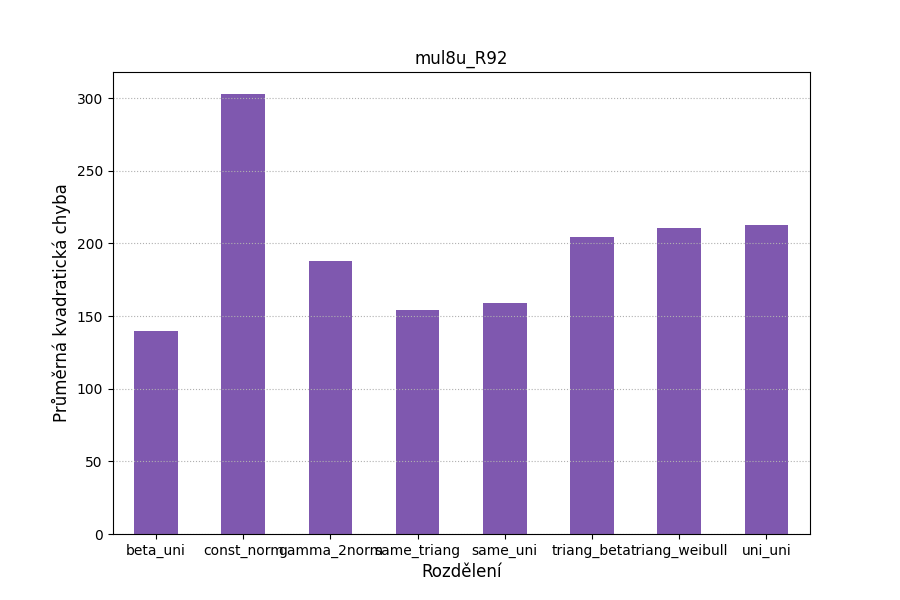 mul8u_R92
Průměrná kvadratická chyba
300
250
200
150
100
50
0
beta_uni const_norm gamma_2norm same_triang same_uni triang_beta triang_weibull uni_uni
Rozdělení